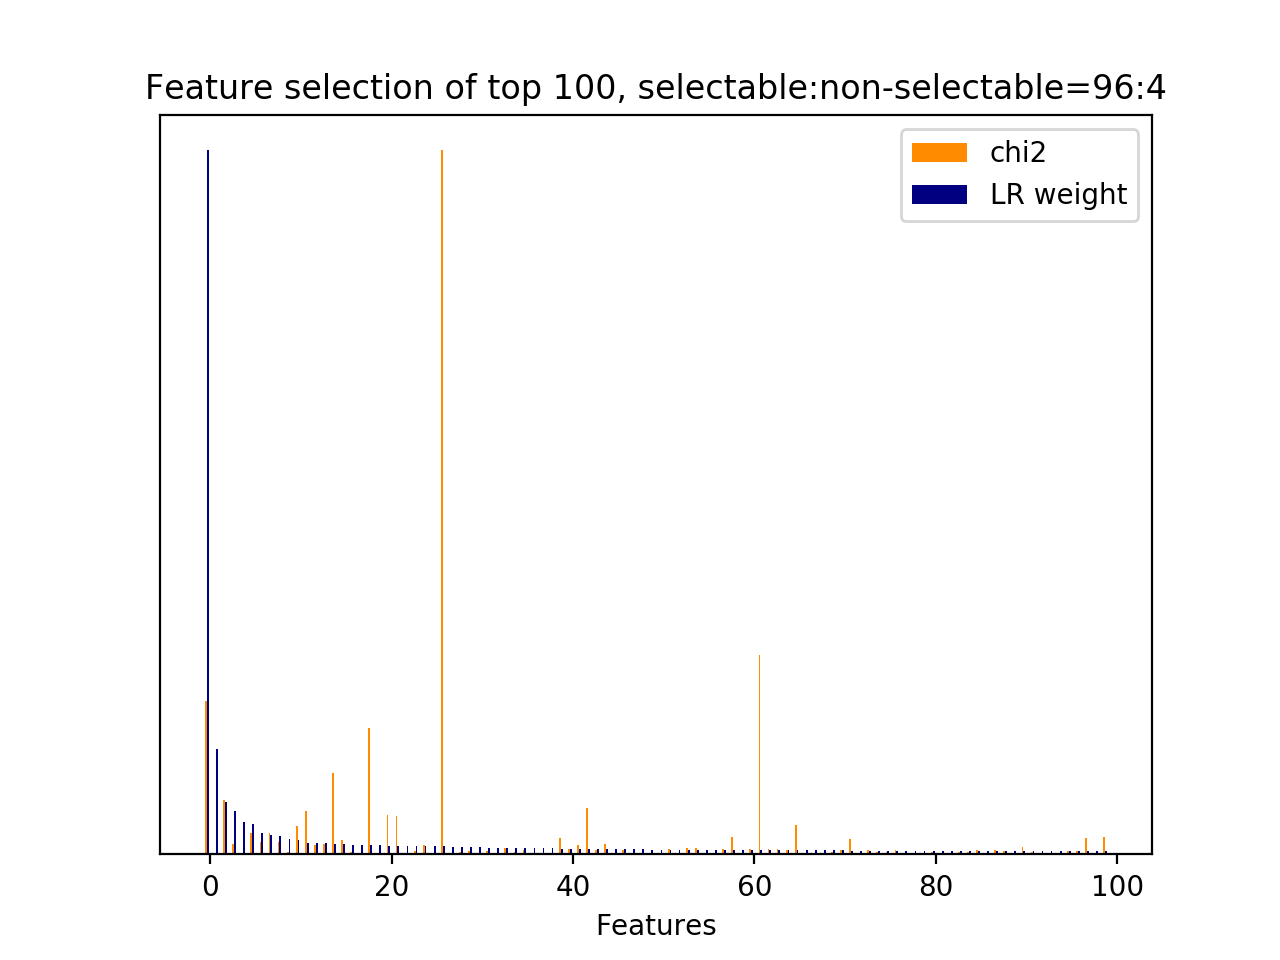 Feature selection of top 100, selectable:non-selectable=96:4
chi2
LR weight
0 20 40 60 80 100
Features